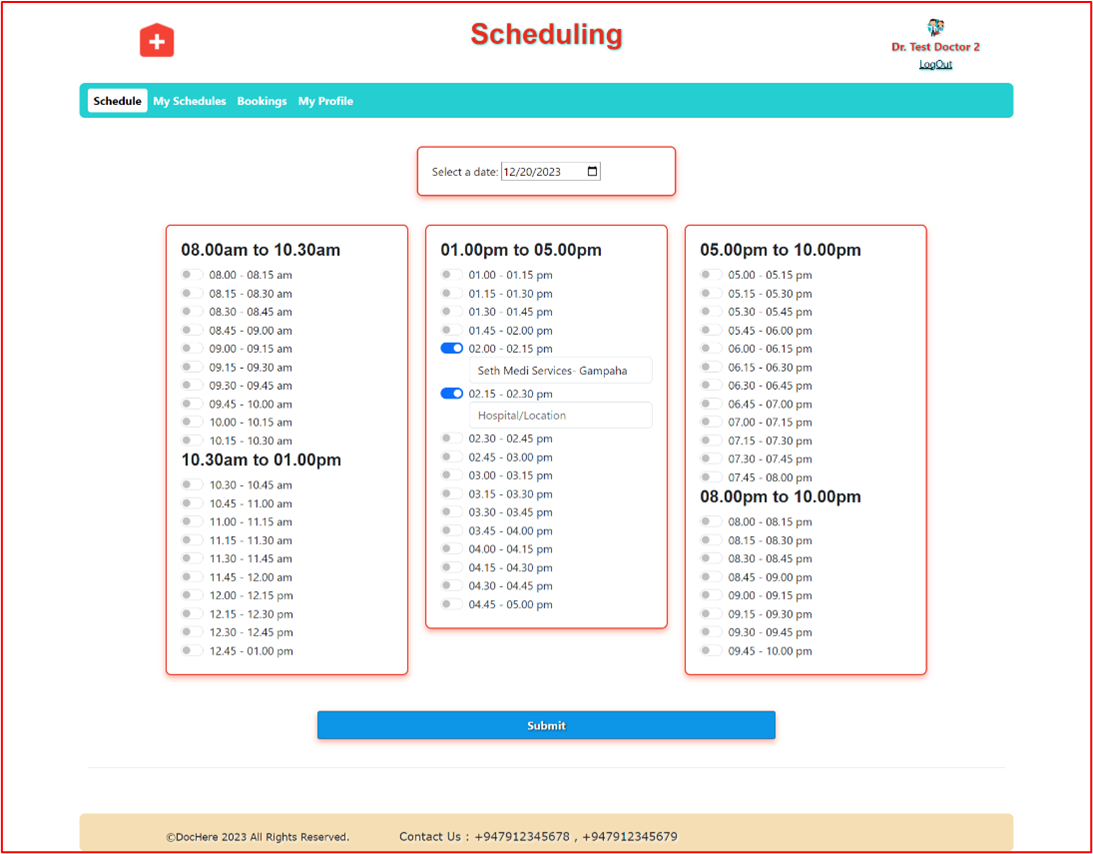 Scheduling
Dr. Test Doctor 2
LogOut
Schedule My Schedules Bookings My Profile
Select a date: 12/20/2023
08.00am to 10.30am
08.00 - 08.15 am
08.15 - 08.30 am
08.30 - 08.45 am
08.45 - 09.00 am
09.00 - 09.15 am
09.15 - 09.30 am
09.30 - 09.45 am
09.45 - 10.00 am
10.00 - 10.15 am
10.15 - 10.30 am
10.30am to 01.00pm
10.30 - 10.45 am
10.45 - 11.00 am
11.00 - 11.15 am
11.15 - 11.30 am
11.30 - 11.45 am
11.45 - 12.00 am
12.00 - 12.15 pm
12.15 - 12.30 pm
12.30 - 12.45 pm
12.45 - 01.00 pm
01.00pm to 05.00pm
01.00 - 01.15 pm
01.15 - 01.30 pm
01.30 - 01.45 pm
01.45 - 02.00 pm
02.00 - 02.15 pm
Seth Medi Services- Gampaha
02.15 - 02.30 pm
Hospital/Location
02.30 - 02.45 pm
02.45 - 03.00 pm
03.00 - 03.15 pm
03.15 - 03.30 pm
03.30 - 03.45 pm
03.45 - 04.00 pm
04.00 - 04.15 pm
04.15 - 04.30 pm
04.30 - 04.45 pm
04.45 - 05.00 pm
05.00pm to 10.00pm
05.00 - 05.15 pm
05.15 - 05.30 pm
05.30 - 05.45 pm
05.45 - 06.00 pm
06.00 - 06.15 pm
06.15 - 06.30 pm
06.30 - 06.45 pm
06.45 - 07.00 pm
07.00 - 07.15 pm
07.15 - 07.30 pm
07.30 - 07.45 pm
07.45 - 08.00 pm
08.00pm to 10.00pm
08.00 - 08.15 pm
08.15 - 08.30 pm
08.30 - 08.45 pm
08.45 - 09.00 pm
09.00 - 09.15 pm
09.15 - 09.30 pm
09.30 - 09.45 pm
09.45 - 10.00 pm
Submit
©DocHere 2023 All Rights Reserved. Contact Us : +947912345678 , +947912345679